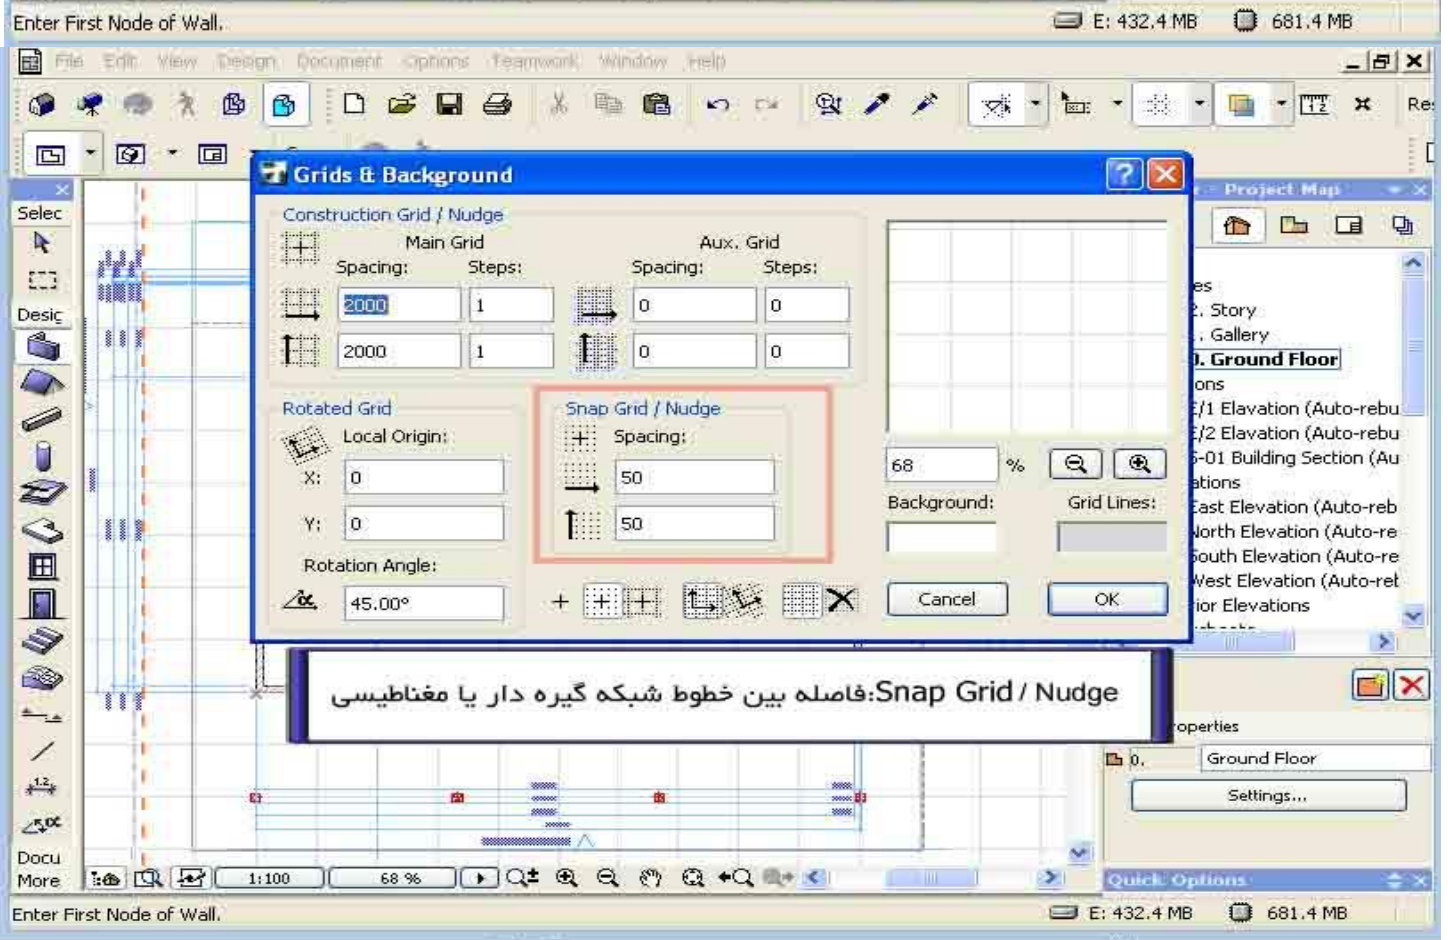 Enter First Node of Wall.
E: 432.4 MB
681.4 MB
File Edit View Design Document Options Teamwork Window Help
Grids & Background
- Project Map
Selec
Construction Grid / Nudge
Main Grid
Aux. Grid
Spacing: Steps:
Spacing: Steps:
2000 1 0 0
2000 1 0 0
Desig
2. Story
Gallery
Ground Floor
E/1 Elavation (Auto-rebu
E/2 Elavation (Auto-rebu
S-01 Building Section (Au
East Elevation (Auto-reb
North Elevation (Auto-re
South Elevation (Auto-re
West Elevation (Auto-reb
ior Elevations
Rotated Grid
Local Origin:
X: 0
Y: 0
Rotation Angle:
45.00°
Snap Grid / Nudge
Spacing:
50
50
68 %
Background:
Grid Lines:
Cancel
OK
Snap Grid / Nudge:فاصله بین خطوط شبکه گیره دار یا مغناطیسی
operties
0. Ground Floor
Settings...
Docu
More
1:100
68 %
Quick Options
Enter First Node of Wall.
E: 432.4 MB
681.4 MB